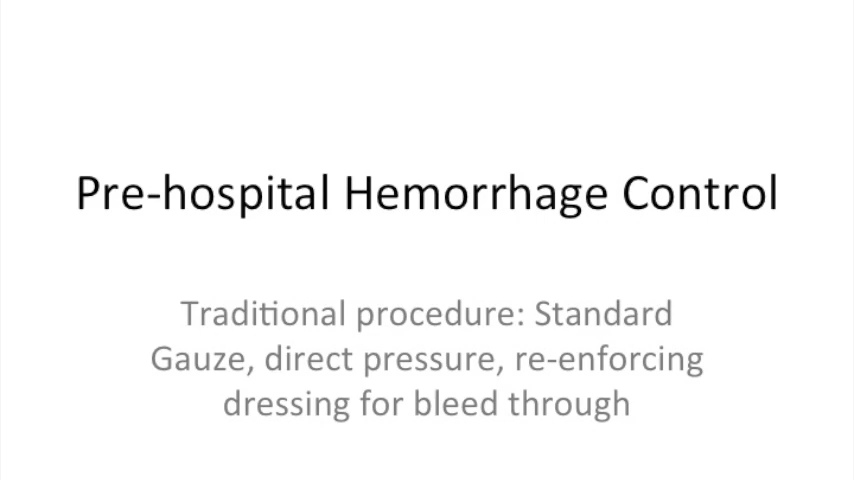 Pre-hospital Hemorrhage Control
Traditional procedure: Standard
Gauze, direct pressure, re-enforcing
dressing for bleed through